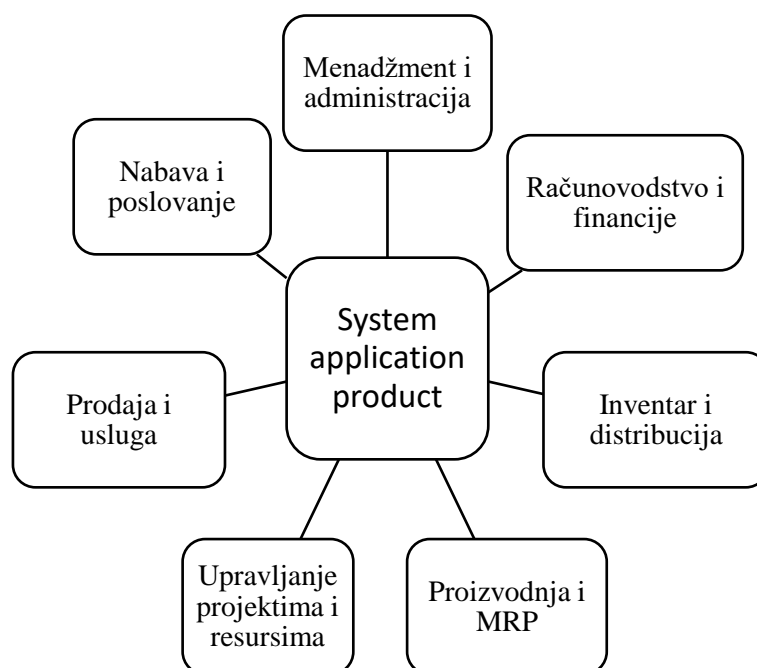 Menadžment i
administracija
Nabava i
poslovanje
Računovodstvo i
financije
System
application
product
Prodaja i
usluga
Inventar i
distribucija
Upravljanje
projektima i
resursima
Proizvodnja i
MRP